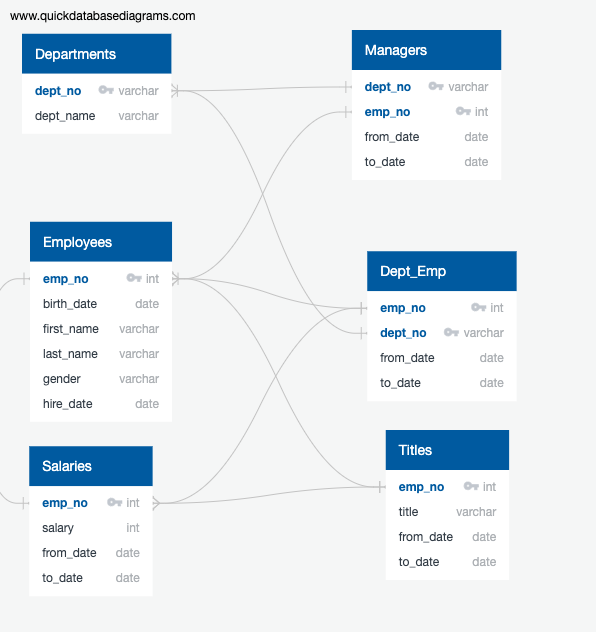 www.quickdatabasediagrams.com
Departments
dept_no varchar
dept_name varchar
Managers
dept_no varchar
emp_no int
from_date date
to_date date
Employees
emp_no int
birth_date date
first_name varchar
last_name varchar
gender varchar
hire_date date
Dept_Emp
emp_no int
dept_no varchar
from_date date
to_date date
Salaries
emp_no int
salary int
from_date date
to_date date
Titles
emp_no int
title varchar
from_date date
to_date date